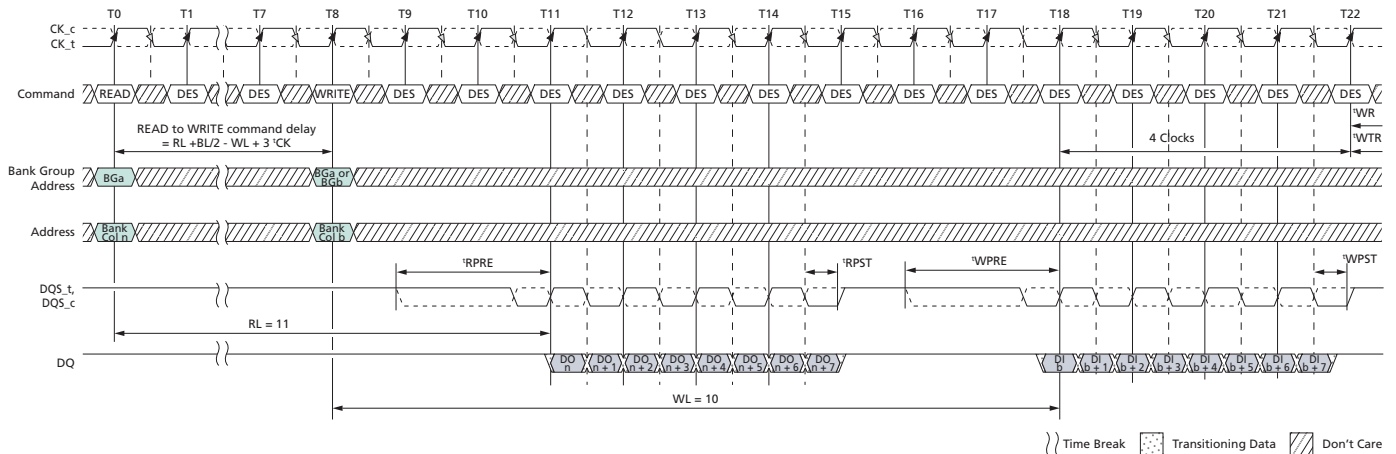 T0 T1 T7 T8 T9 T10 T11 T12 T13 T14 T15 T16 T17 T18 T19 T20 T21 T22
CK_c
CK_t
Command READ DES DES WRITE DES DES DES DES DES DES DES DES DES DES DES DES DES DES
READ to WRITE command delay
= RL +BL/2 - WL + 3 tCK
4 Clocks
tWR
tWTR
Bank Group
Address
BGa
BGa or
BGb
Address
Bank
Col n
Bank
Col b
tRPRE
tRPST
tWPRE
tWPST
DQS_t,
DQS_c
RL = 11
DQ
DO
n
DO
n + 1
DO
n + 2
DO
n + 3
DO
n + 4
DO
n + 5
DO
n + 6
DO
n + 7
DI
b
DI
b + 1
DI
b + 2
DI
b + 3
DI
b + 4
DI
b + 5
DI
b + 6
DI
b + 7
WL = 10
Time Break Transitioning Data Don't Care